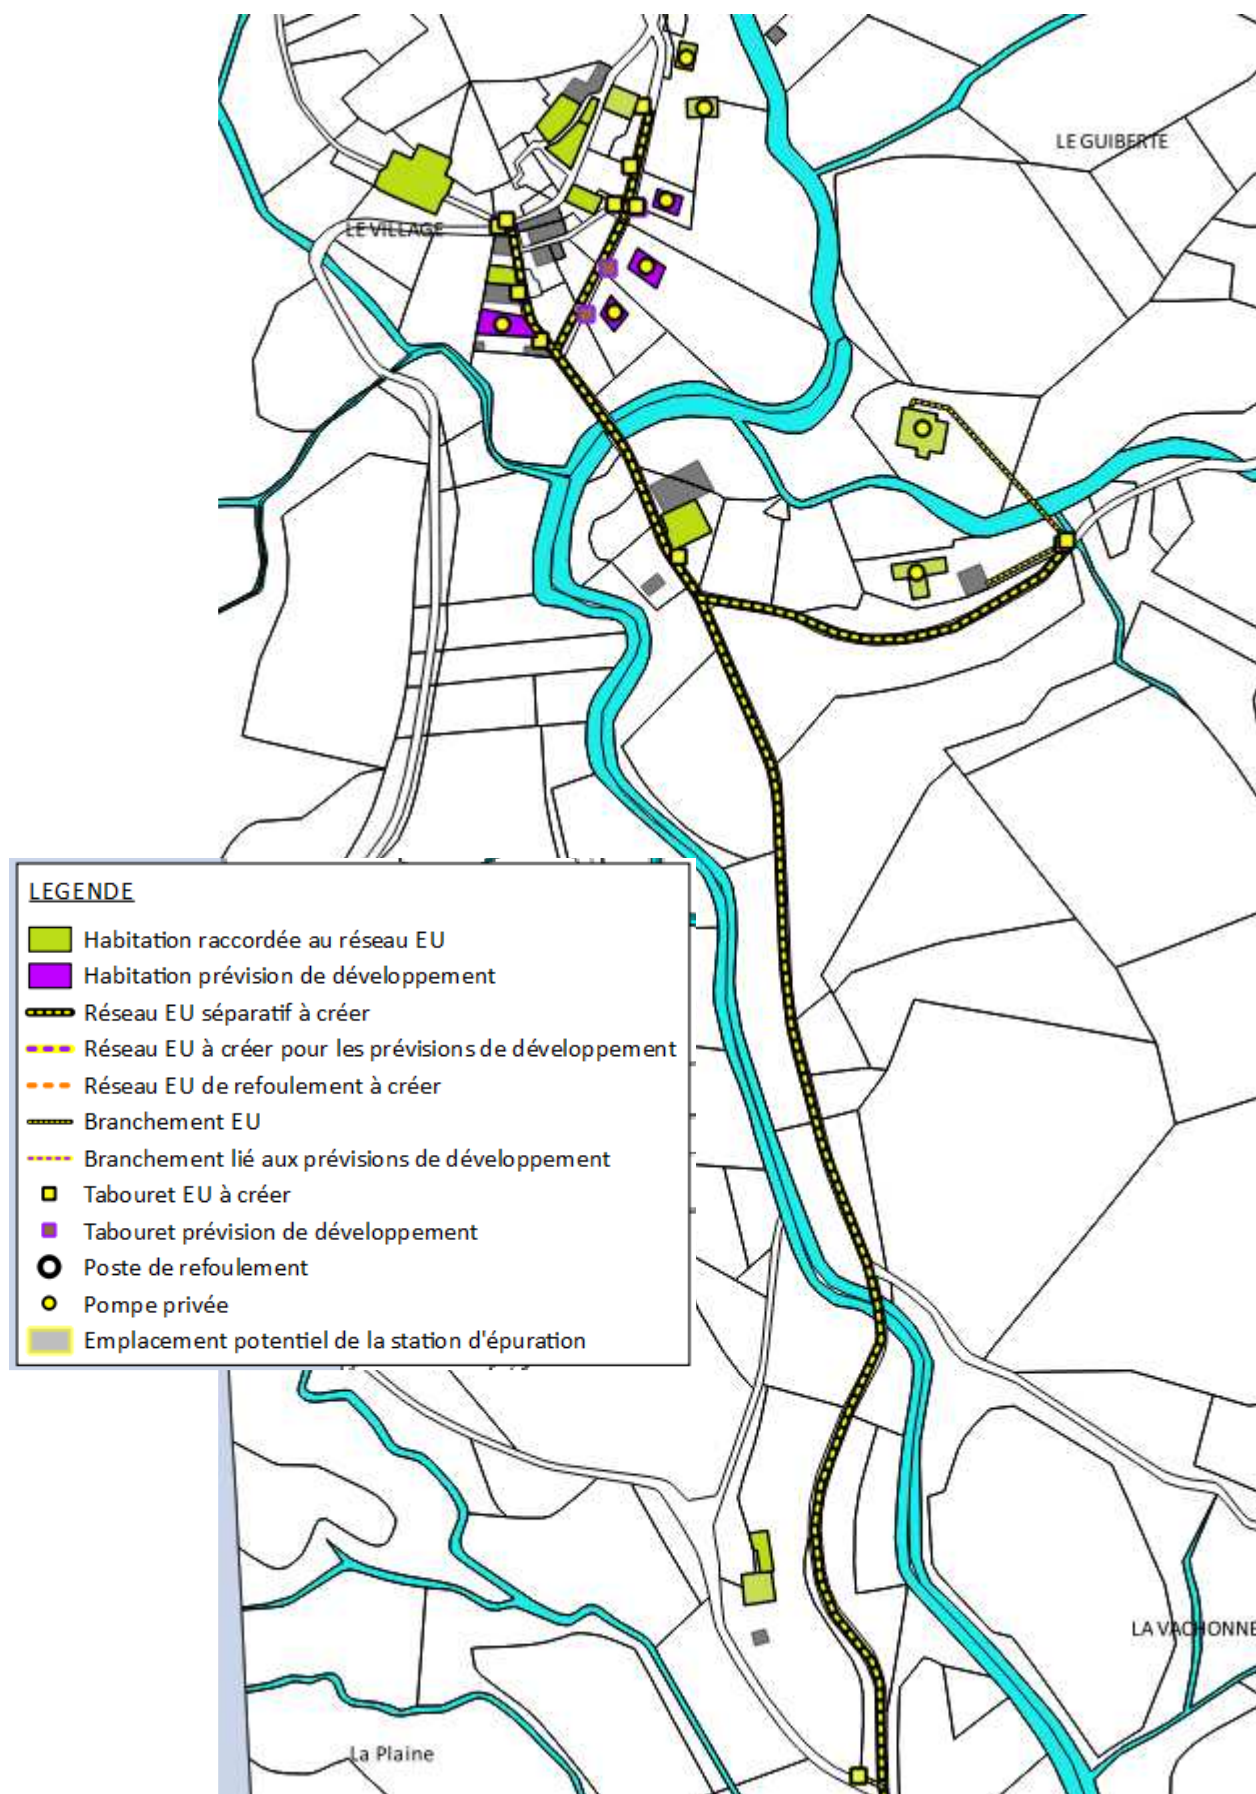 LE GUIBERTE
LE VILLAGE
LEGENDE
Habitation raccordée au réseau EU
Habitation prévision de développement
Réseau EU séparatif à créer
Réseau EU à créer pour les prévisions de développement
Réseau EU de refoulement à créer
Branchement EU
Branchement lié aux prévisions de développement
Tabouret EU à créer
Tabouret prévision de développement
Poste de refoulement
Pompe privée
Emplacement potentiel de la station d'épuration
LA VACHONNE
La Plaine